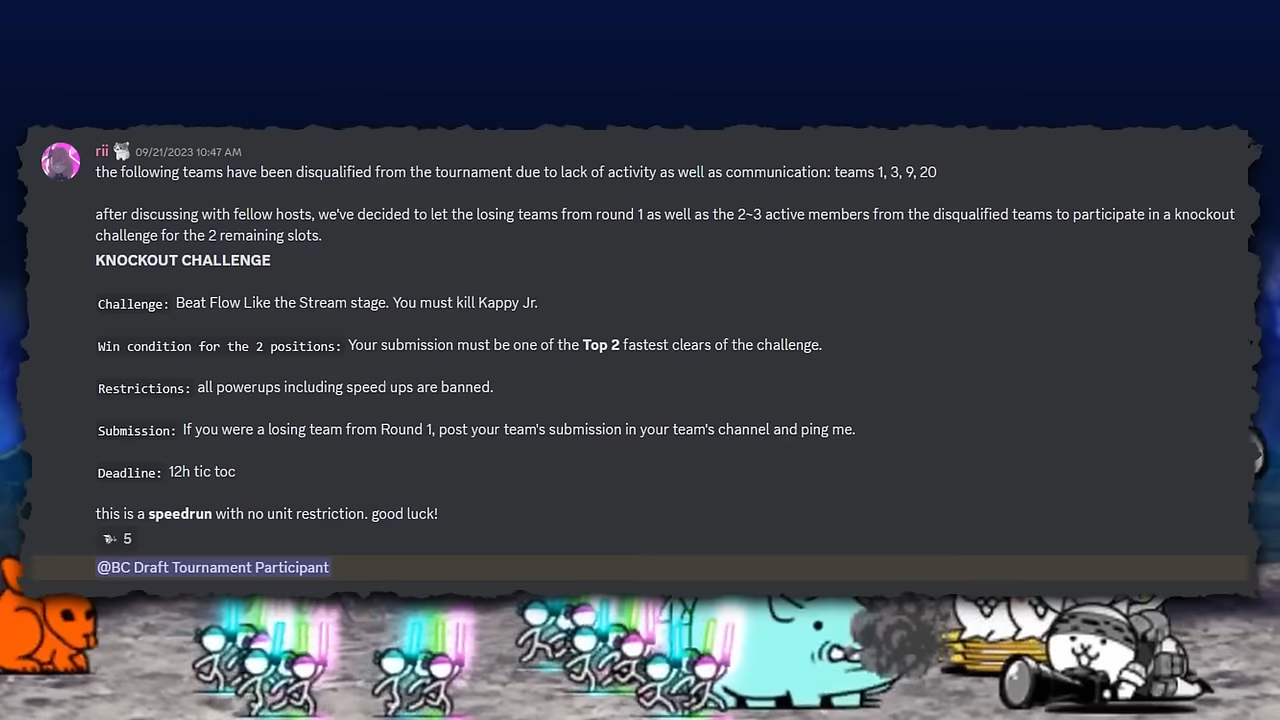 rii 09/21/2023 10:47 AM
the following teams have been disqualified from the tournament due to lack of activity as well as communication: teams 1, 3, 9, 20
after discussing with fellow hosts, we've decided to let the losing teams from round 1 as well as the 2~3 active members from the disqualified teams to participate in a knockout
challenge for the 2 remaining slots.
KNOCKOUT CHALLENGE
Challenge: Beat Flow Like the Stream stage. You must kill Kappy Jr.
Win condition for the 2 positions: Your submission must be one of the Top 2 fastest clears of the challenge.
Restrictions: all powerups including speed ups are banned.
Submission: If you were a losing team from Round 1, post your team's submission in your team's channel and ping me.
Deadline: 12h tic toc
this is a speedrun with no unit restriction. good luck!
5
@BC Draft Tournament Participant